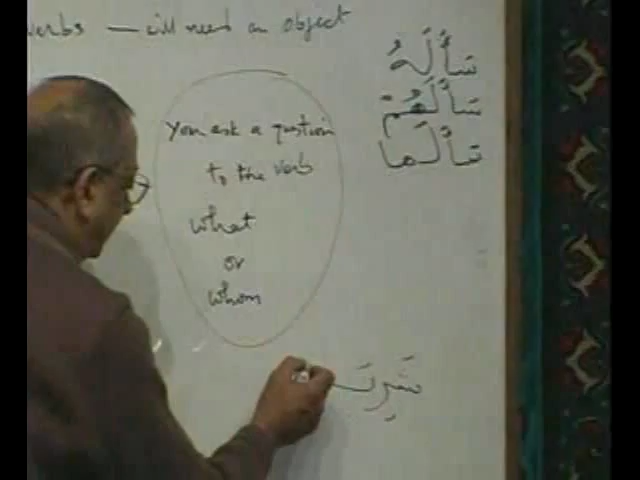 verbs — will need an object
You ask a question
to the verb
what
or
whom
سَأَلَهُ
سَأَلَهُمْ
سَأَلَهَا
شَرِبَ